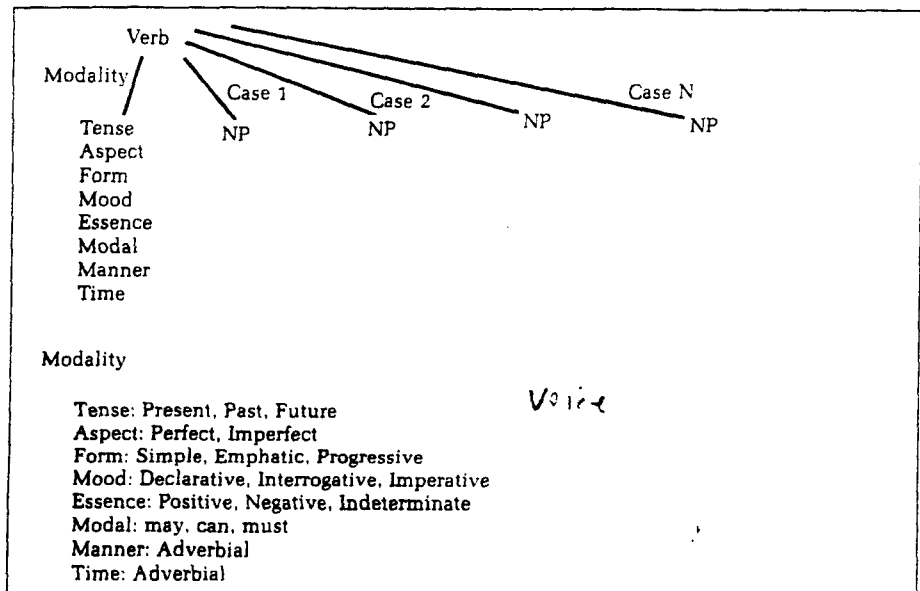 Verb
Modality
Case 1
Case 2
Case N
Tense
NP
NP
NP
NP
Aspect
Form
Mood
Essence
Modal
Manner
Time
Modality
Tense: Present, Past, Future
Voice
Aspect: Perfect, Imperfect
Form: Simple, Emphatic, Progressive
Mood: Declarative, Interrogative, Imperative
Essence: Positive, Negative, Indeterminate
Modal: may, can, must
Manner: Adverbial
Time: Adverbial